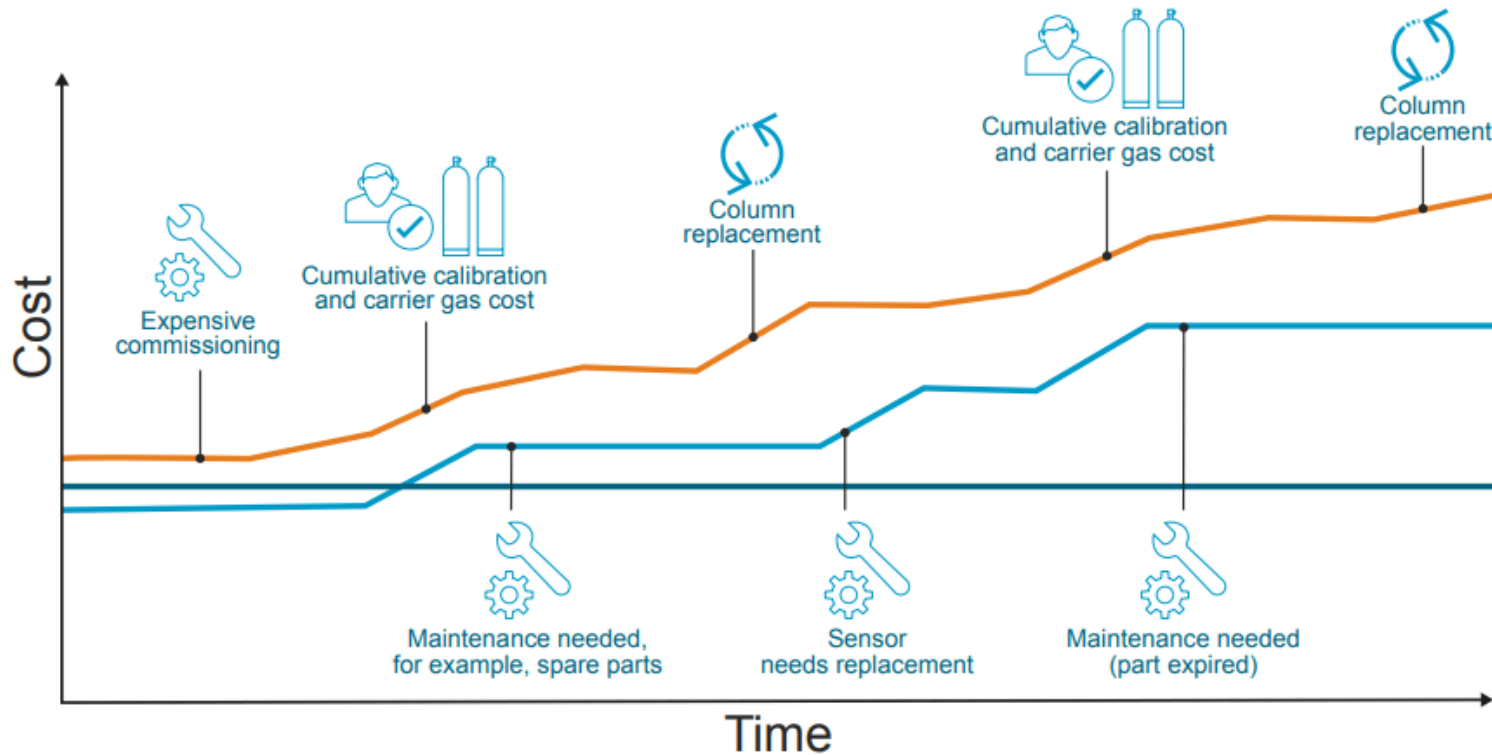 Cumulative calibration
and carrier gas cost
Column
replacement
Column
replacement
Cumulative calibration
and carrier gas cost
Expensive
commissioning
Cost
Maintenance needed,
for example, spare parts
Sensor
needs replacement
Maintenance needed
(part expired)
Time